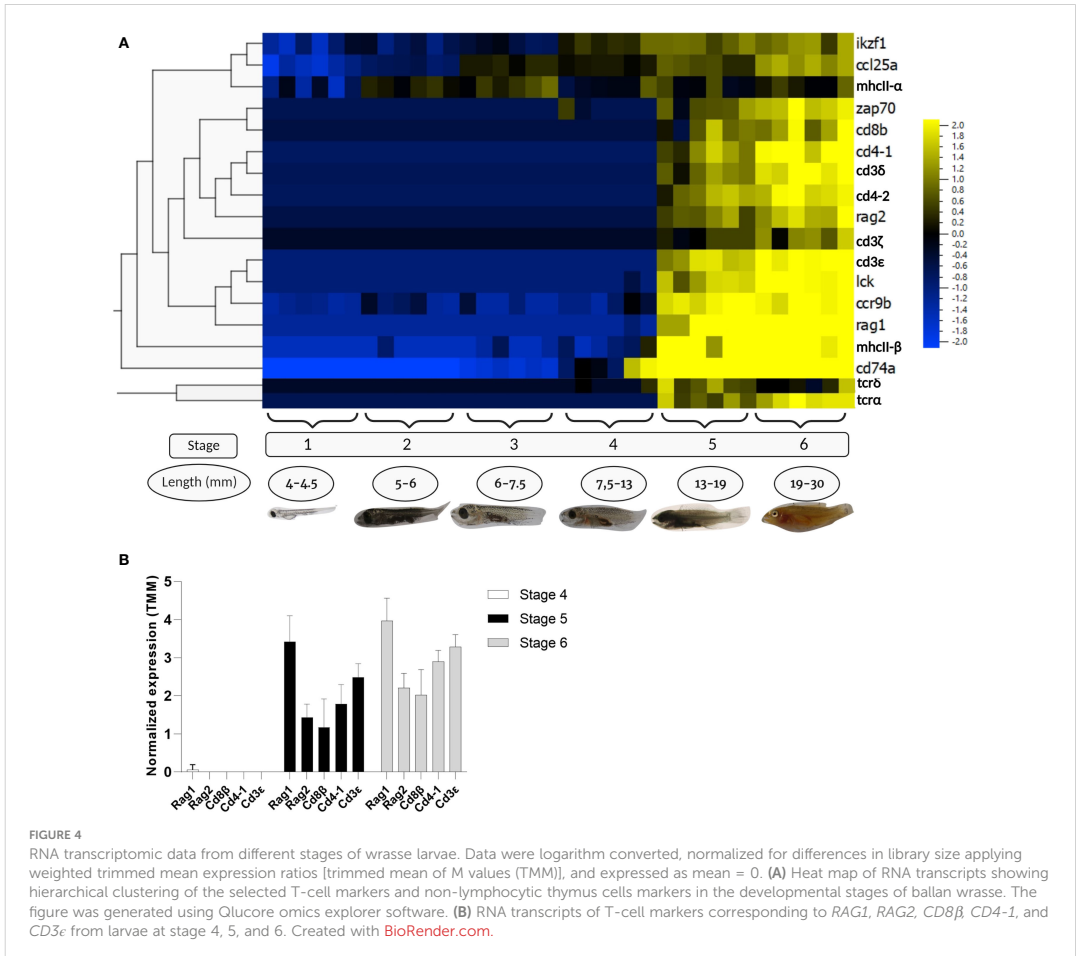 A
ikzf1
ccl25a
mhcII-α
zap70
cd8b
cd4-1
cd3δ
cd4-2
rag2
cd3ζ
cd3ε
lck
ccr9b
rag1
mhcII-β
cd74a
tcrδ
tcrα
2.0
1.8
1.6
1.4
1.2
1.0
0.8
0.6
0.4
0.2
0.0
-0.2
-0.4
-0.6
-0.8
-1.0
-1.2
-1.4
-1.6
-1.8
-2.0
Stage 1 2 3 4 5 6
Length (mm) 4-4.5 5-6 6-7.5 7,5-13 13-19 19-30
B
Normalized expression (TMM)
5
4
3
2
1
0
Rag1 Rag2 Cd8β Cd4-1 Cd3ε Rag1 Rag2 Cd8β Cd4-1 Cd3ε Rag1 Rag2 Cd8β Cd4-1 Cd3ε
Stage 4
Stage 5
Stage 6
FIGURE 4
RNA transcriptomic data from different stages of wrasse larvae. Data were logarithm converted, normalized for differences in library size applying
weighted trimmed mean expression ratios [trimmed mean of M values (TMM)], and expressed as mean = 0. (A) Heat map of RNA transcripts showing
hierarchical clustering of the selected T-cell markers and non-lymphocytic thymus cells markers in the developmental stages of ballan wrasse. The
figure was generated using Qlucore omics explorer software. (B) RNA transcripts of T-cell markers corresponding to RAG1, RAG2, CD8β, CD4-1, and
CD3ϵ from larvae at stage 4, 5, and 6. Created with BioRender.com.